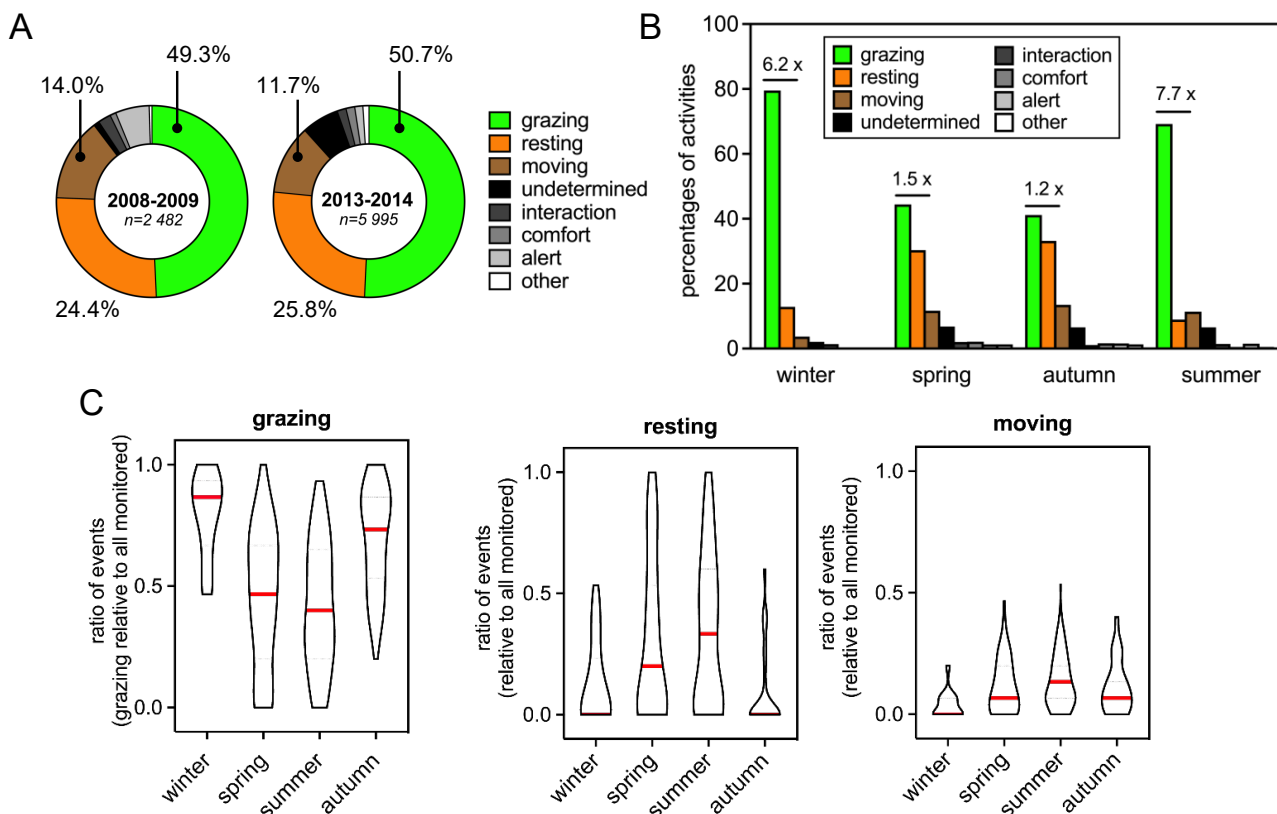 A
49.3%
14.0%
24.4%
2008-2009
n=2 482
50.7%
11.7%
25.8%
2013-2014
n=5 995
grazing
resting
moving
undetermined
interaction
comfort
alert
other
B
percentages of activities
100
80
60
40
20
0
6.2 x
1.5 x
1.2 x
7.7 x
grazing
resting
moving
undetermined
interaction
comfort
alert
other
winter
spring
autumn
summer
C
grazing
ratio of events
(grazing relative to all monitored)
1.0
0.5
0.0
winter
spring
summer
autumn
resting
ratio of events
(relative to all monitored)
1.0
0.5
0.0
winter
spring
summer
autumn
moving
ratio of events
(relative to all monitored)
1.0
0.5
0.0
winter
spring
summer
autumn